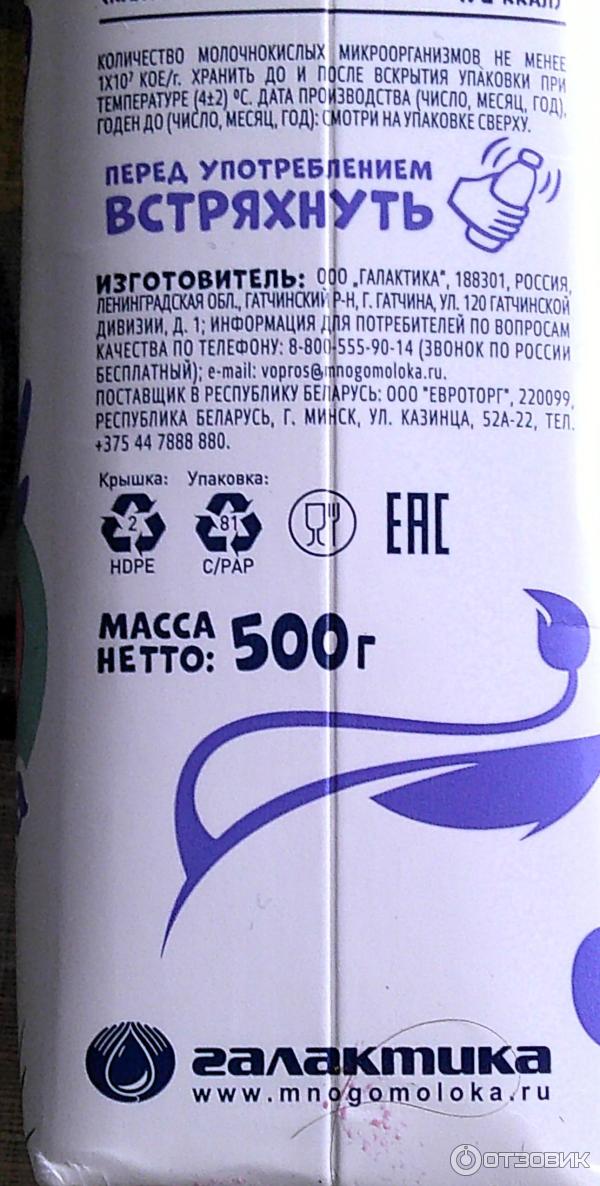 КОЛИЧЕСТВО МОЛОЧНОКИСЛЫХ МИКРООРГАНИЗМОВ НЕ МЕНЕЕ
1Х10⁷ КОЕ/г. ХРАНИТЬ ДО И ПОСЛЕ ВСКРЫТИЯ УПАКОВКИ ПРИ
ТЕМПЕРАТУРЕ (4±2) ºС. ДАТА ПРОИЗВОДСТВА (ЧИСЛО, МЕСЯЦ, ГОД),
ГОДЕН ДО (ЧИСЛО, МЕСЯЦ, ГОД): СМОТРИ НА УПАКОВКЕ СВЕРХУ.
ПЕРЕД УПОТРЕБЛЕНИЕМ
ВСТРЯХНУТЬ
ИЗГОТОВИТЕЛЬ: ООО „ГАЛАКТИКА", 188301, РОССИЯ,
ЛЕНИНГРАДСКАЯ ОБЛ., ГАТЧИНСКИЙ Р-Н, Г. ГАТЧИНА, УЛ. 120 ГАТЧИНСКОЙ
ДИВИЗИИ, Д. 1; ИНФОРМАЦИЯ ДЛЯ ПОТРЕБИТЕЛЕЙ ПО ВОПРОСАМ
КАЧЕСТВА ПО ТЕЛЕФОНУ: 8-800-555-90-14 (ЗВОНОК ПО РОССИИ
БЕСПЛАТНЫЙ); e-mail: vopros@mnogomoloka.ru.
ПОСТАВЩИК В РЕСПУБЛИКУ БЕЛАРУСЬ: ООО "ЕВРОТОРГ", 220099,
РЕСПУБЛИКА БЕЛАРУСЬ, Г. МИНСК, УЛ. КАЗИНЦА, 52А-22, ТЕЛ.
+375 44 7888 880.
Крышка: Упаковка:
2 81 EAC
HDPE C/PAP
МАССА
НЕТТО: 500 г
галактика
www.mnogomoloka.ru
ОТЗОВИК